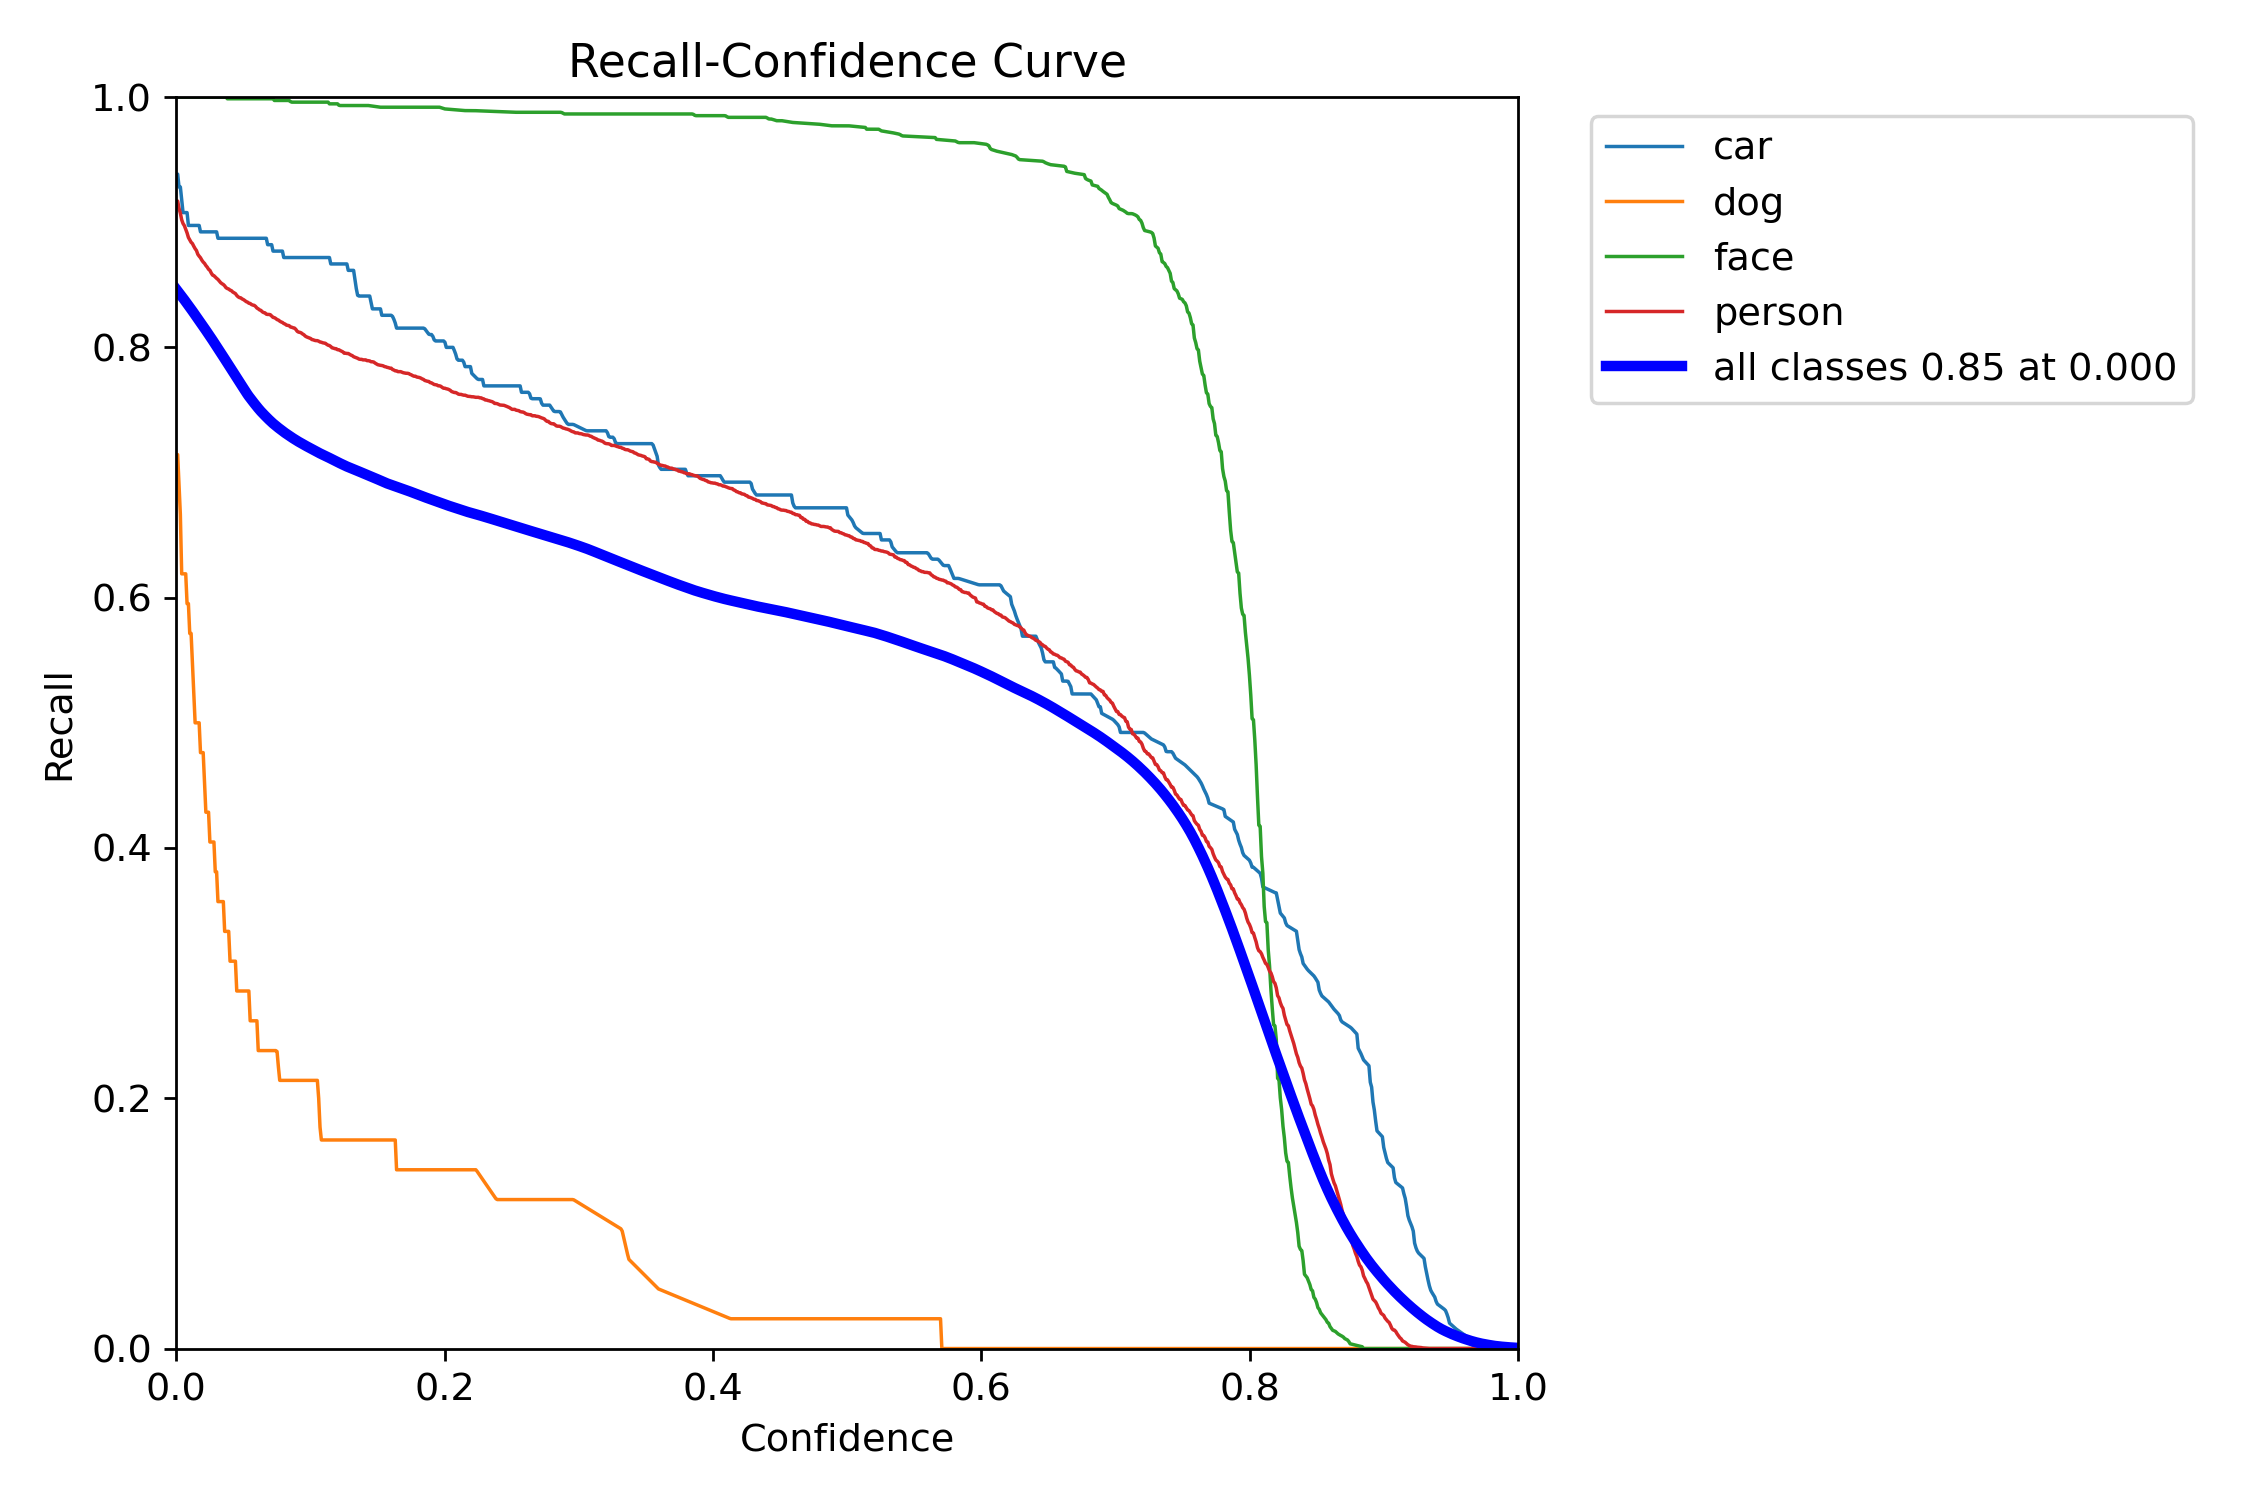 Recall-Confidence Curve
1.0
0.8
0.6
0.4
0.2
0.0
Recall
0.0 0.2 0.4 0.6 0.8 1.0
Confidence
car
dog
face
person
all classes 0.85 at 0.000